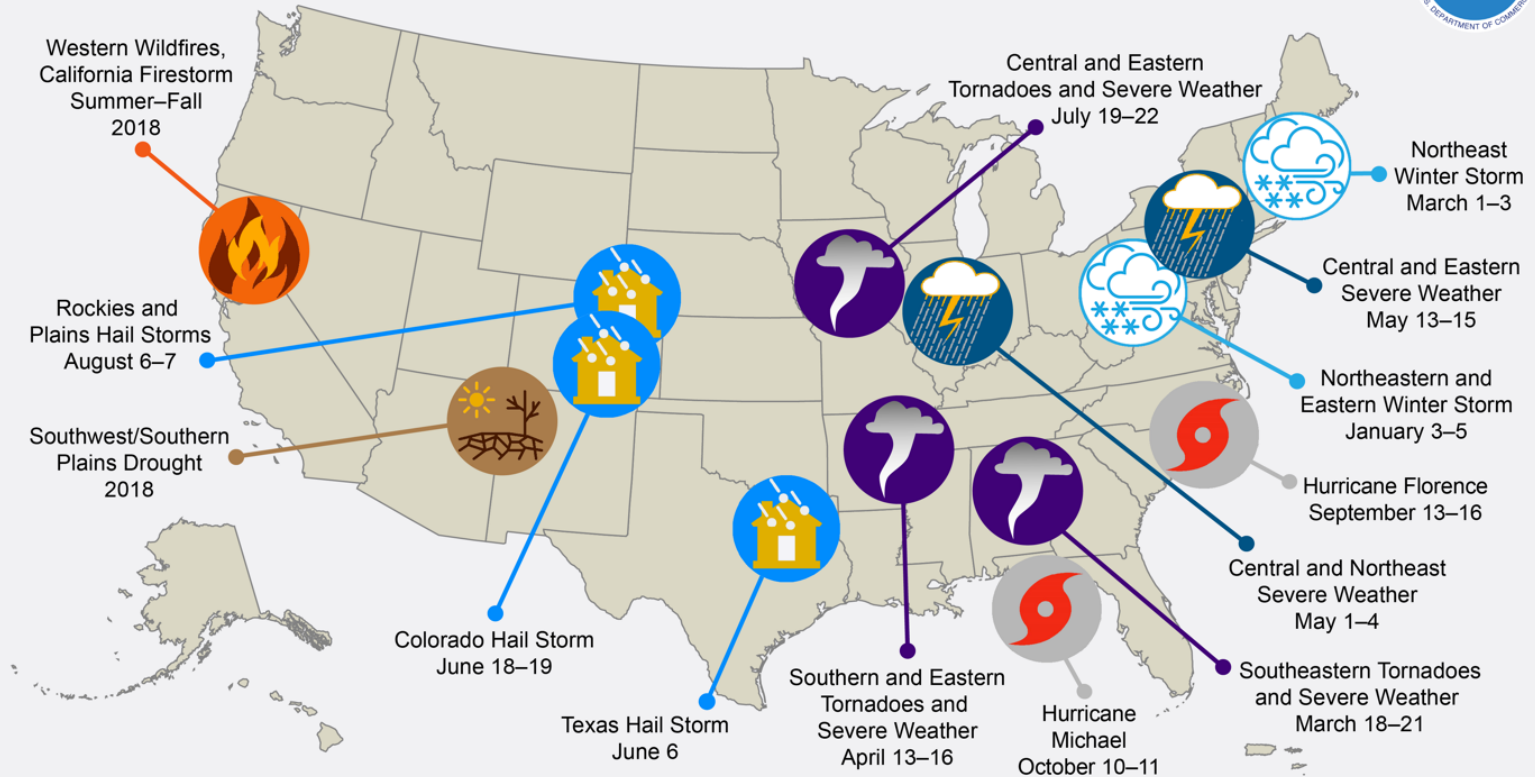 DEPARTMENT OF COMMERC
Western Wildfires,
California Firestorm
Summer–Fall
2018
Central and Eastern
Tornadoes and Severe Weather
July 19–22
Northeast
Winter Storm
March 1–3
Central and Eastern
Severe Weather
May 13–15
Rockies and
Plains Hail Storms
August 6–7
Northeastern and
Eastern Winter Storm
January 3–5
Southwest/Southern
Plains Drought
2018
Hurricane Florence
September 13–16
Central and Northeast
Severe Weather
May 1–4
Colorado Hail Storm
June 18–19
Southern and Eastern
Tornadoes and
Severe Weather
April 13–16
Southeastern Tornadoes
and Severe Weather
March 18–21
Texas Hail Storm
June 6
Hurricane
Michael
October 10–11